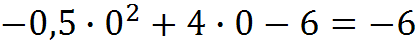 −0,5 · 0² + 4 · 0 − 6 = −6